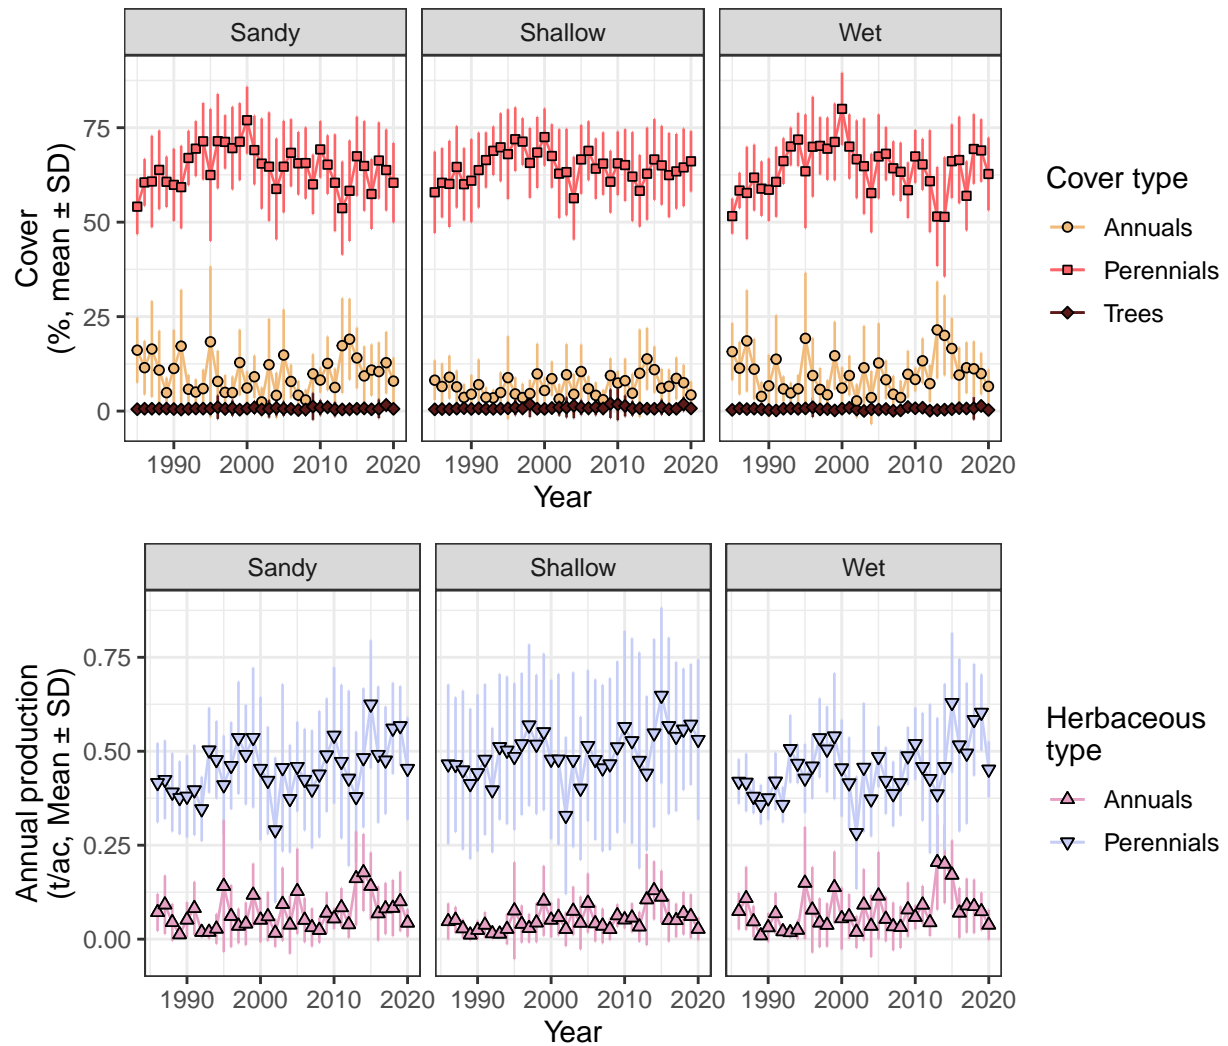 Sandy Shallow Wet
75
50
25
0
Cover
(%, mean ± SD)
1990 2000 2010 2020 1990 2000 2010 2020 1990 2000 2010 2020
Year
Cover type
Annuals
Perennials
Trees
Sandy Shallow Wet
0.75
0.50
0.25
0.00
Annual production
(t/ac, Mean ± SD)
1990 2000 2010 2020 1990 2000 2010 2020 1990 2000 2010 2020
Year
Herbaceous
type
Annuals
Perennials